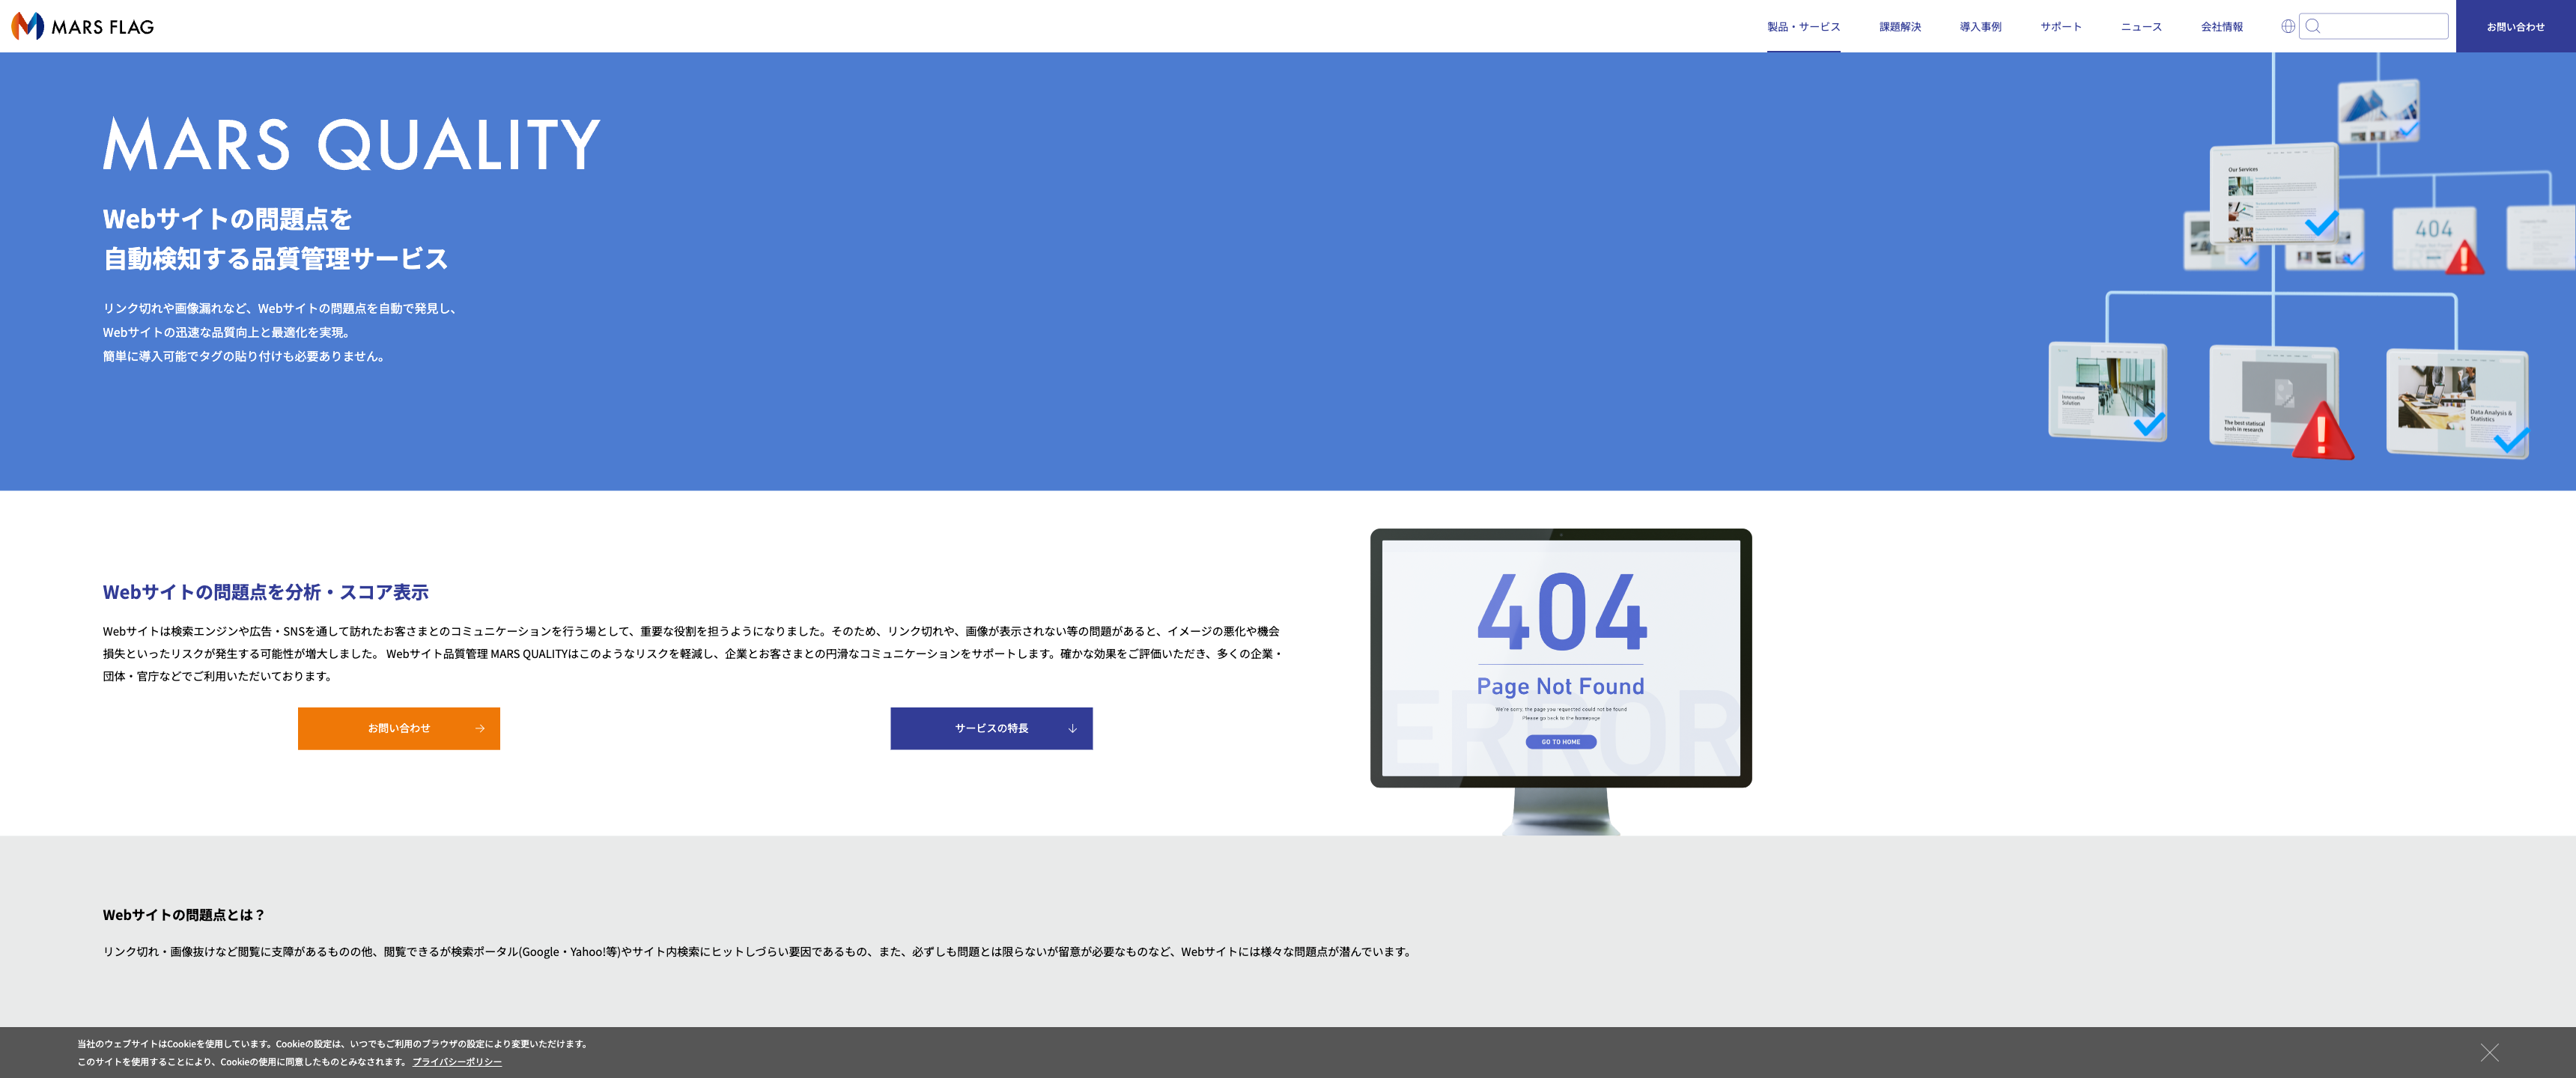 MARS FLAG
製品・サービス
課題解決
導入事例
サポート
ニュース
会社情報
お問い合わせ
MARS QUALITY
Webサイトの問題点を
自動検知する品質管理サービス
リンク切れや画像漏れなど、Webサイトの問題点を自動で発見し、
Webサイトの迅速な品質向上と最適化を実現。
簡単に導入可能でタグの貼り付けも必要ありません。
Our Services
404
Innovative
Solution
The best statiscal
tools in research
Data Analysis &
Statistics
Webサイトの問題点を分析・スコア表示
Webサイトは検索エンジンや広告・SNSを通して訪れたお客さまとのコミュニケーションを行う場として、重要な役割を担うようになりました。そのため、リンク切れや、画像が表示されない等の問題があると、イメージの悪化や機会
損失といったリスクが発生する可能性が増大しました。 Webサイト品質管理 MARS QUALITYはこのようなリスクを軽減し、企業とお客さまとの円滑なコミュニケーションをサポートします。確かな効果をご評価いただき、多くの企業・
団体・官庁などでご利用いただいております。
お問い合わせ
サービスの特長
404
Page Not Found
We're sorry, the page you requested could not be found
Please go back to the homepage
GO TO HOME
ERROR
Webサイトの問題点とは？
リンク切れ・画像抜けなど閲覧に支障があるものの他、閲覧できるが検索ポータル(Google・Yahoo!等)やサイト内検索にヒットしづらい要因であるもの、また、必ずしも問題とは限らないが留意が必要なものなど、Webサイトには様々な問題点が潜んでいます。
当社のウェブサイトはCookieを使用しています。Cookieの設定は、いつでもご利用のブラウザの設定により変更いただけます。
このサイトを使用することにより、Cookieの使用に同意したものとみなされます。 プライバシーポリシー